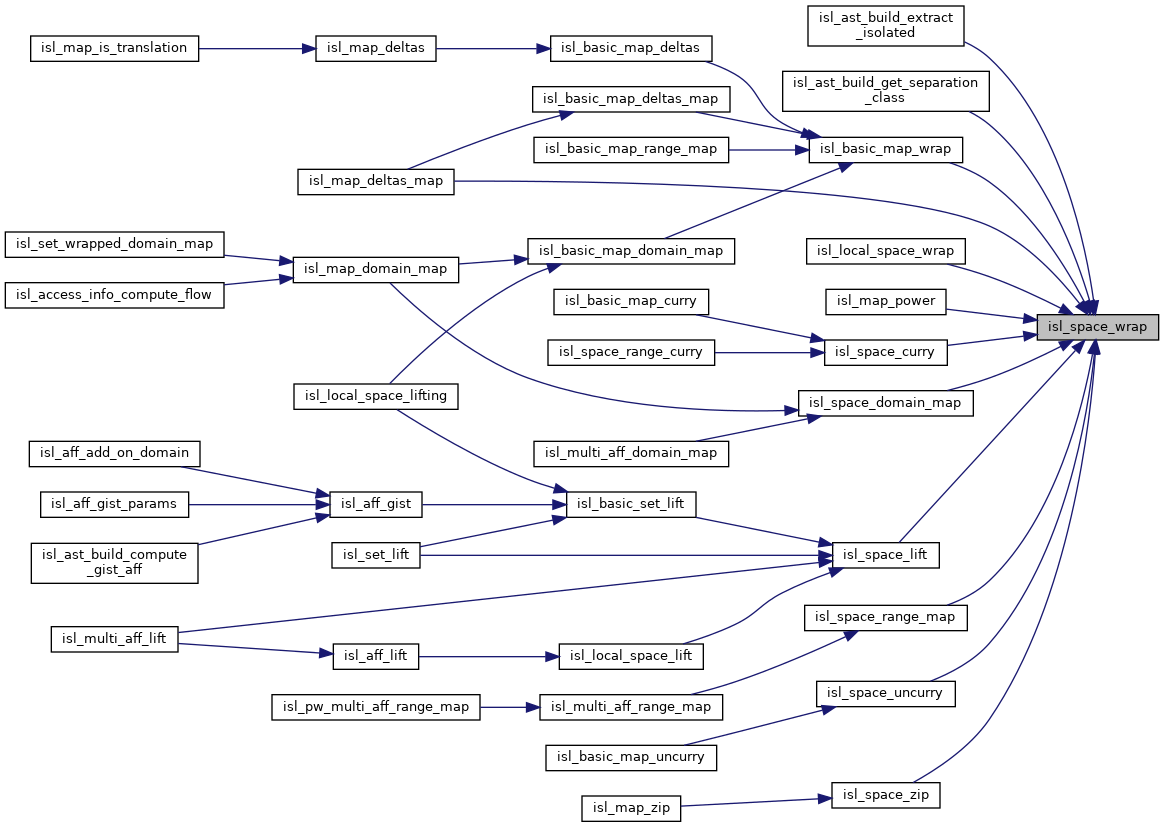 isl_ast_build_extract
_isolated
isl_map_is_translation
isl_map_deltas
isl_basic_map_deltas
isl_ast_build_get_separation
_class
isl_basic_map_deltas_map
isl_basic_map_range_map
isl_basic_map_wrap
isl_map_deltas_map
isl_set_wrapped_domain_map
isl_basic_map_domain_map
isl_local_space_wrap
isl_map_domain_map
isl_access_info_compute_flow
isl_basic_map_curry
isl_map_power
isl_space_wrap
isl_space_range_curry
isl_space_curry
isl_local_space_lifting
isl_space_domain_map
isl_aff_add_on_domain
isl_multi_aff_domain_map
isl_aff_gist_params
isl_aff_gist
isl_basic_set_lift
isl_ast_build_compute
_gist_aff
isl_set_lift
isl_space_lift
isl_space_range_map
isl_multi_aff_lift
isl_aff_lift
isl_local_space_lift
isl_space_uncurry
isl_pw_multi_aff_range_map
isl_multi_aff_range_map
isl_basic_map_uncurry
isl_space_zip
isl_map_zip